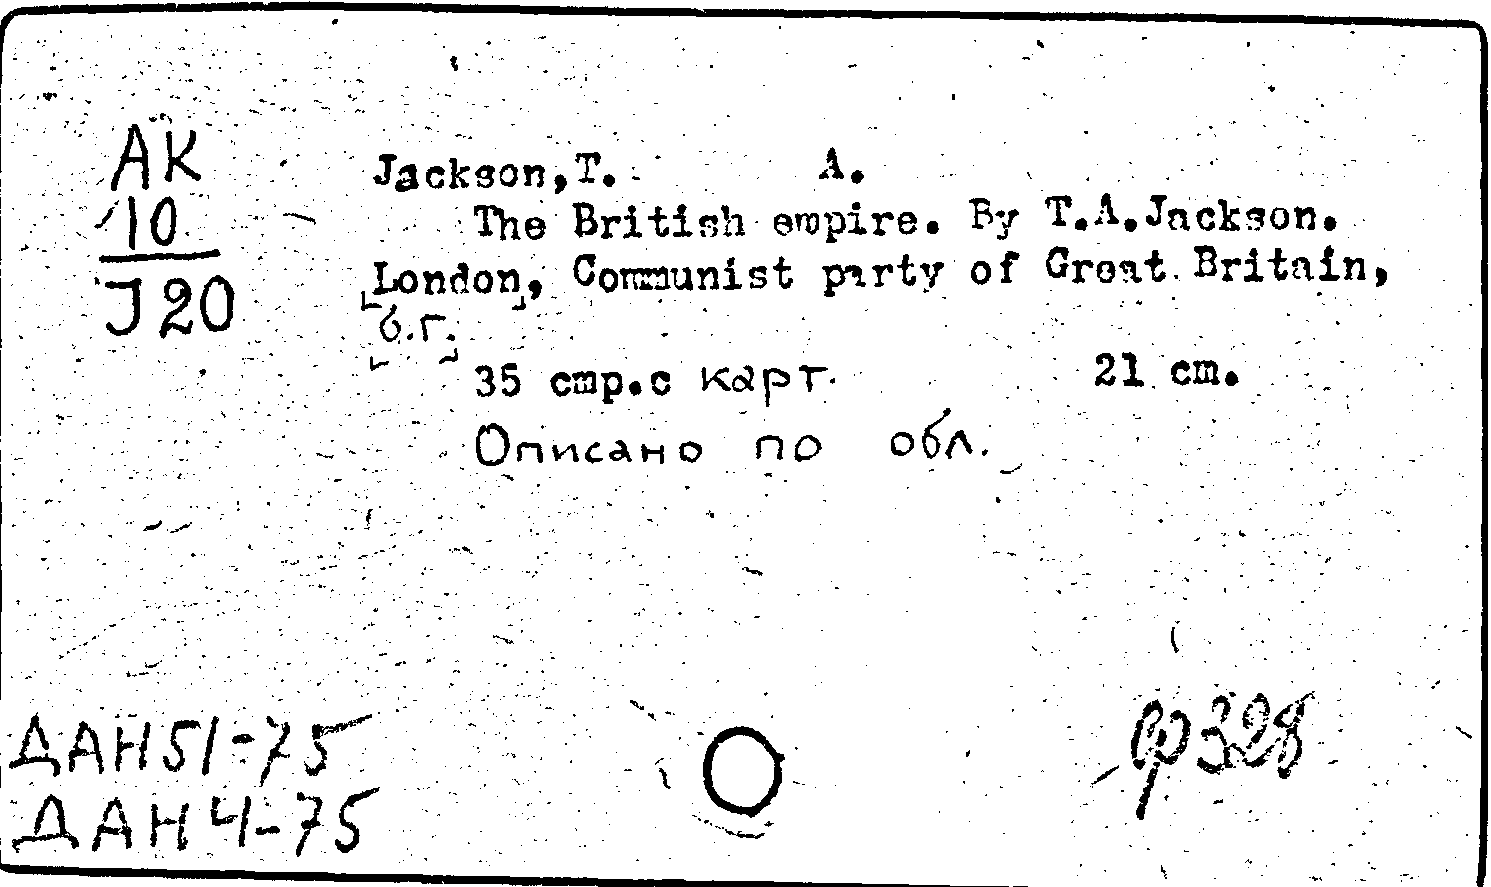 АК
10
J20
Jackson,T. A.
The British empire. By T.A.Jackson.
London, Communist party of Great Britain,
[б.г.]
35 стр.с карт. 21 cm.
Описано по обл.
ДАН51-75
ДАН4-75
ф328